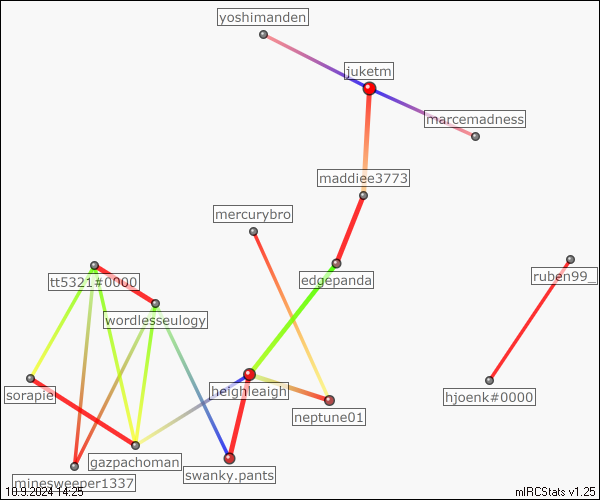 yoshimanden
juketm
marcemadness
maddiee3773
mercurybro
edgepanda
ruben99_
tt5321#0000
wordlesseulogy
heighleaigh
sorapie
hjoenk#0000
neptune01
gazpachoman
swanky.pants
minesweeper1337
10.9.2024 14:25
mIRCStats v1.25